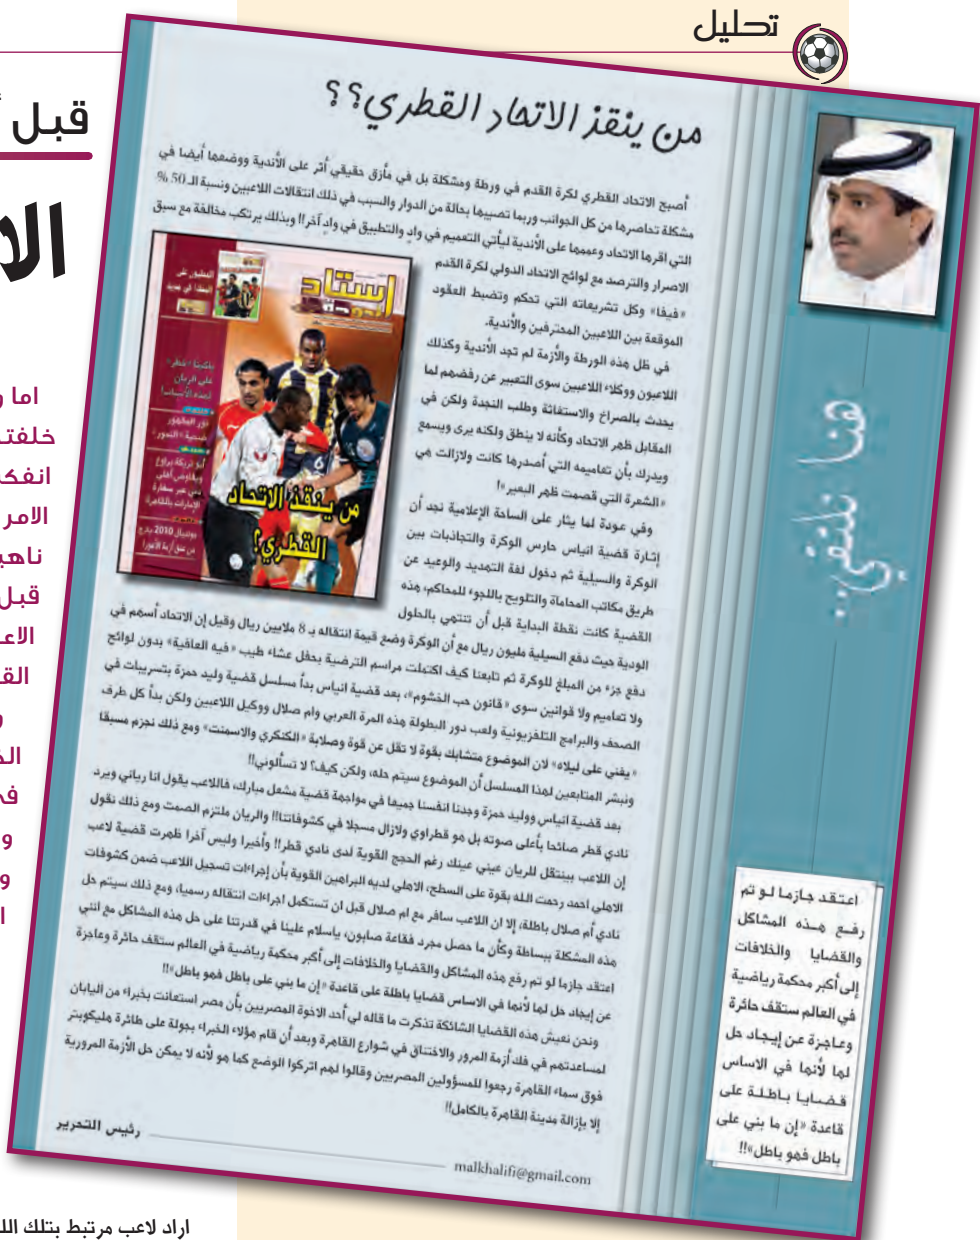 تحليل
قبل
الا
من ينقذ الاتحاد القطري؟؟
أصبح الاتحاد القطري لكرة القدم في ورطة ومشكلة بل في مأزق حقيقي أثر على الأندية ووضعها أيضا في
مشكلة تحاصرها من كل الجوانب وربما تصيبها بحالة من الدوار والسبب في ذلك انتقالات اللاعبين ونسبة الـ50 %
التي اقرها الاتحاد وعممها على الأندية ليأتي التعميم في وادٍ والتطبيق في وادٍ آخر!! وبذلك يرتكب مخالفة مع سبق
الاصرار والترصد مع لوائح الاتحاد الدولي لكرة القدم
«فيفا» وكل تشريعاته التي تحكم وتضبط العقود
الموقعة بين اللاعبين المحترفين والأندية.
في ظل هذه الورطة والأزمة لم تجد الأندية وكذلك
اللاعبون ووكلاء اللاعبين سوى التعبير عن رفضهم لما
يحدث بالصراخ والاستغاثة وطلب النجدة ولكن في
المقابل ظهر الاتحاد وكأنه لا ينطق ولكنه يرى ويسمع
ويدرك بأن تعاميمه التي أصدرها كانت ولازالت هي
«الشعرة التي قصمت ظهر البعير»!
وفي عودة لما يثار على الساحة الإعلامية نجد أن
إثارة قضية انياس حارس الوكرة والتجاذبات بين
الوكرة والسيلية ثم دخول لغة التهديد والوعيد عن
طريق مكاتب المحاماة والتلويح باللجوء للمحاكم، هذه
القضية كانت نقطة البداية قبل أن تنتهي بالحلول
الودية حيث دفع السيلية مليون ريال مع أن الوكرة وضع قيمة انتقاله بـ 8 ملايين ريال وقيل إن الاتحاد أسهم في
دفع جزء من المبلغ للوكرة ثم تابعنا كيف اكتملت مراسم الترضية بحفل عشاء طيب «فيه العافية» بدون لوائح
ولا تعاميم ولا قوانين سوى «قانون حب الخشوم»، بعد قضية انياس بدأ مسلسل قضية وليد حمزة بتسريبات في
الصحف والبرامج التلفزيونية ولعب دور البطولة هذه المرة العربي وام صلال ووكيل اللاعبين ولكن بدأ كل طرف
«يغني على ليلاه» لان الموضوع متشابك بقوة لا تقل عن قوة وصلابة «الكنكري والاسمنت» ومع ذلك نجزم مسبقا
ونبشر المتابعين لهذا المسلسل أن الموضوع سيتم حله، ولكن كيف؟ لا تسألوني!!
بعد قضية انياس ووليد حمزة وجدنا انفسنا جميعا في مواجهة قضية مشعل مبارك، فاللاعب يقول انا رياني ويرد
نادي قطر صائحا بأعلى صوته بل هو قطراوي ولازال مسجلا في كشوفاتنا!! والريان ملتزم الصمت ومع ذلك نقول
إن اللاعب بينتقل للريان عيني عينك رغم الحجج القوية لدى نادي قطر!! وأخيرا وليس آخرا ظهرت قضية لاعب
الاهلي احمد رحمت الله بقوة على السطح، الاهلي لديه البراهين القوية بأن إجراءات تسجيل اللاعب ضمن كشوفات
نادي أم صلال باطلة، إلا ان اللاعب سافر مع ام صلال قبل ان تستكمل اجراءات انتقاله رسميا، ومع ذلك سيتم حل
هذه المشكلة ببساطة وكأن ما حصل مجرد فقاعة صابون، ياسلام علينا في قدرتنا على حل هذه المشاكل مع انني
اعتقد جازما لو تم رفع هذه المشاكل والقضايا والخلافات إلى أكبر محكمة رياضية في العالم ستقف حائرة وعاجزة
عن إيجاد حل لها لأنها في الاساس قضايا باطلة على قاعدة «إن ما بني على باطل فهو باطل»!!
ونحن نعيش هذه القضايا الشائكة تذكرت ما قاله لي أحد الاخوة المصريين بأن مصر استعانت بخبراء من اليابان
لمساعدتهم في فك أزمة المرور والاختناق في شوارع القاهرة وبعد أن قام هؤلاء الخبراء بجولة على طائرة هليكوبتر
فوق سماء القاهرة رجعوا للمسؤولين المصريين وقالوا لهم اتركوا الوضع كما هو لأنه لا يمكن حل الأزمة المرورية
إلا بإزالة مدينة القاهرة بالكامل!!
رئيس التحرير
malkhalifi@gmail.com
استاد
من ينقذ الاتحاد
القطري؟
هنا نلتقي..
اعتقد جازما لو تم
رفع هذه المشاكل
والقضايا والخلافات
إلى أكبر محكمة رياضية
في العالم ستقف حائرة
وعاجزة عن إيجاد حل
لها لأنها في الاساس
قضايا باطلة على
قاعدة «إن ما بني على
باطل فهو باطل»!!
اما و
خلفت
انفك
الامر
ناهي
قبل
الاع
الق
و
الخ
ف
و
و
ا
اراد لاعب مرتبط بتلك الل